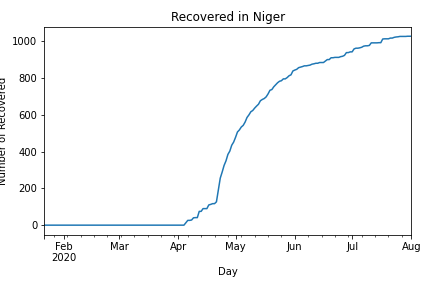 Recovered in Niger
1000
800
600
400
200
0
Number of Recovered
Feb
2020
Mar
Apr
May
Jun
Jul
Aug
Day